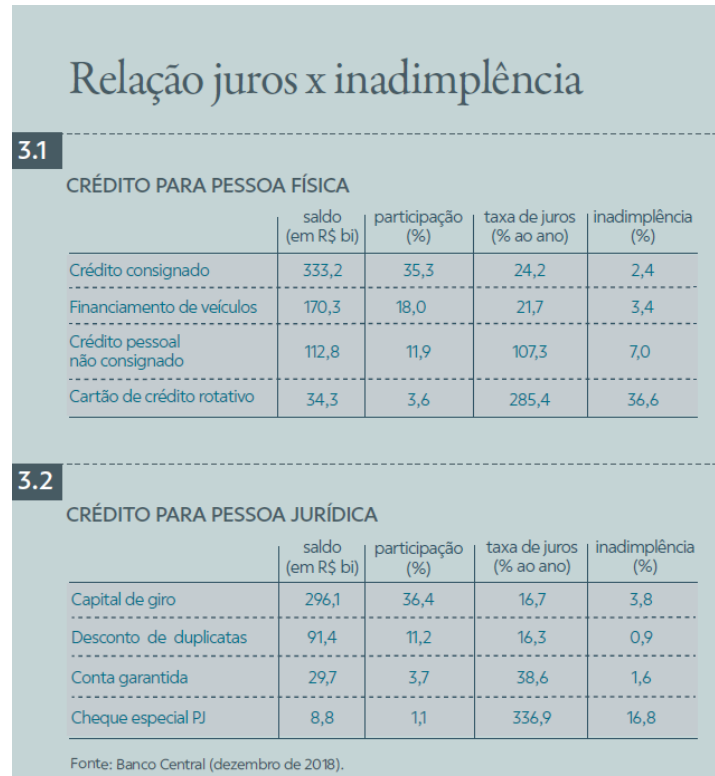 Relação juros x inadimplência
3.1
CRÉDITO PARA PESSOA FÍSICA
saldo participação taxa de juros inadimplência
(em R$ bi) (%) (% ao ano) (%)
Crédito consignado 333,2 35,3 24,2 2,4
Financiamento de veículos 170,3 18,0 21,7 3,4
Crédito pessoal
não consignado 112,8 11,9 107,3 7,0
Cartão de crédito rotativo 34,3 3,6 285,4 36,6
3.2
CRÉDITO PARA PESSOA JURÍDICA
saldo participação taxa de juros inadimplência
(em R$ bi) (%) (% ao ano) (%)
Capital de giro 296,1 36,4 16,7 3,8
Desconto de duplicatas 91,4 11,2 16,3 0,9
Conta garantida 29,7 3,7 38,6 1,6
Cheque especial PJ 8,8 1,1 336,9 16,8
Fonte: Banco Central (dezembro de 2018).